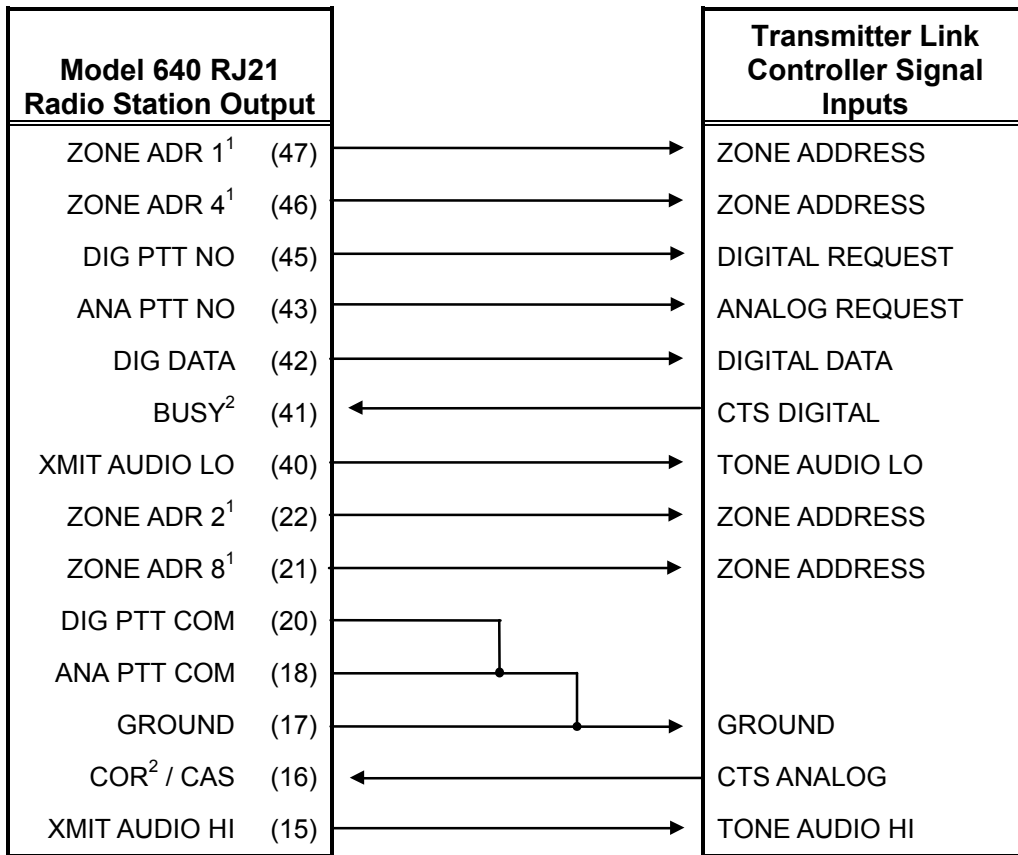 Model 640 RJ21
Radio Station Output
Transmitter Link
Controller Signal
Inputs
ZONE ADR 1¹ (47) ZONE ADDRESS
ZONE ADR 4¹ (46) ZONE ADDRESS
DIG PTT NO (45) DIGITAL REQUEST
ANA PTT NO (43) ANALOG REQUEST
DIG DATA (42) DIGITAL DATA
BUSY² (41) CTS DIGITAL
XMIT AUDIO LO (40) TONE AUDIO LO
ZONE ADR 2¹ (22) ZONE ADDRESS
ZONE ADR 8¹ (21) ZONE ADDRESS
DIG PTT COM (20)
ANA PTT COM (18)
GROUND (17) GROUND
COR² / CAS (16) CTS ANALOG
XMIT AUDIO HI (15) TONE AUDIO HI